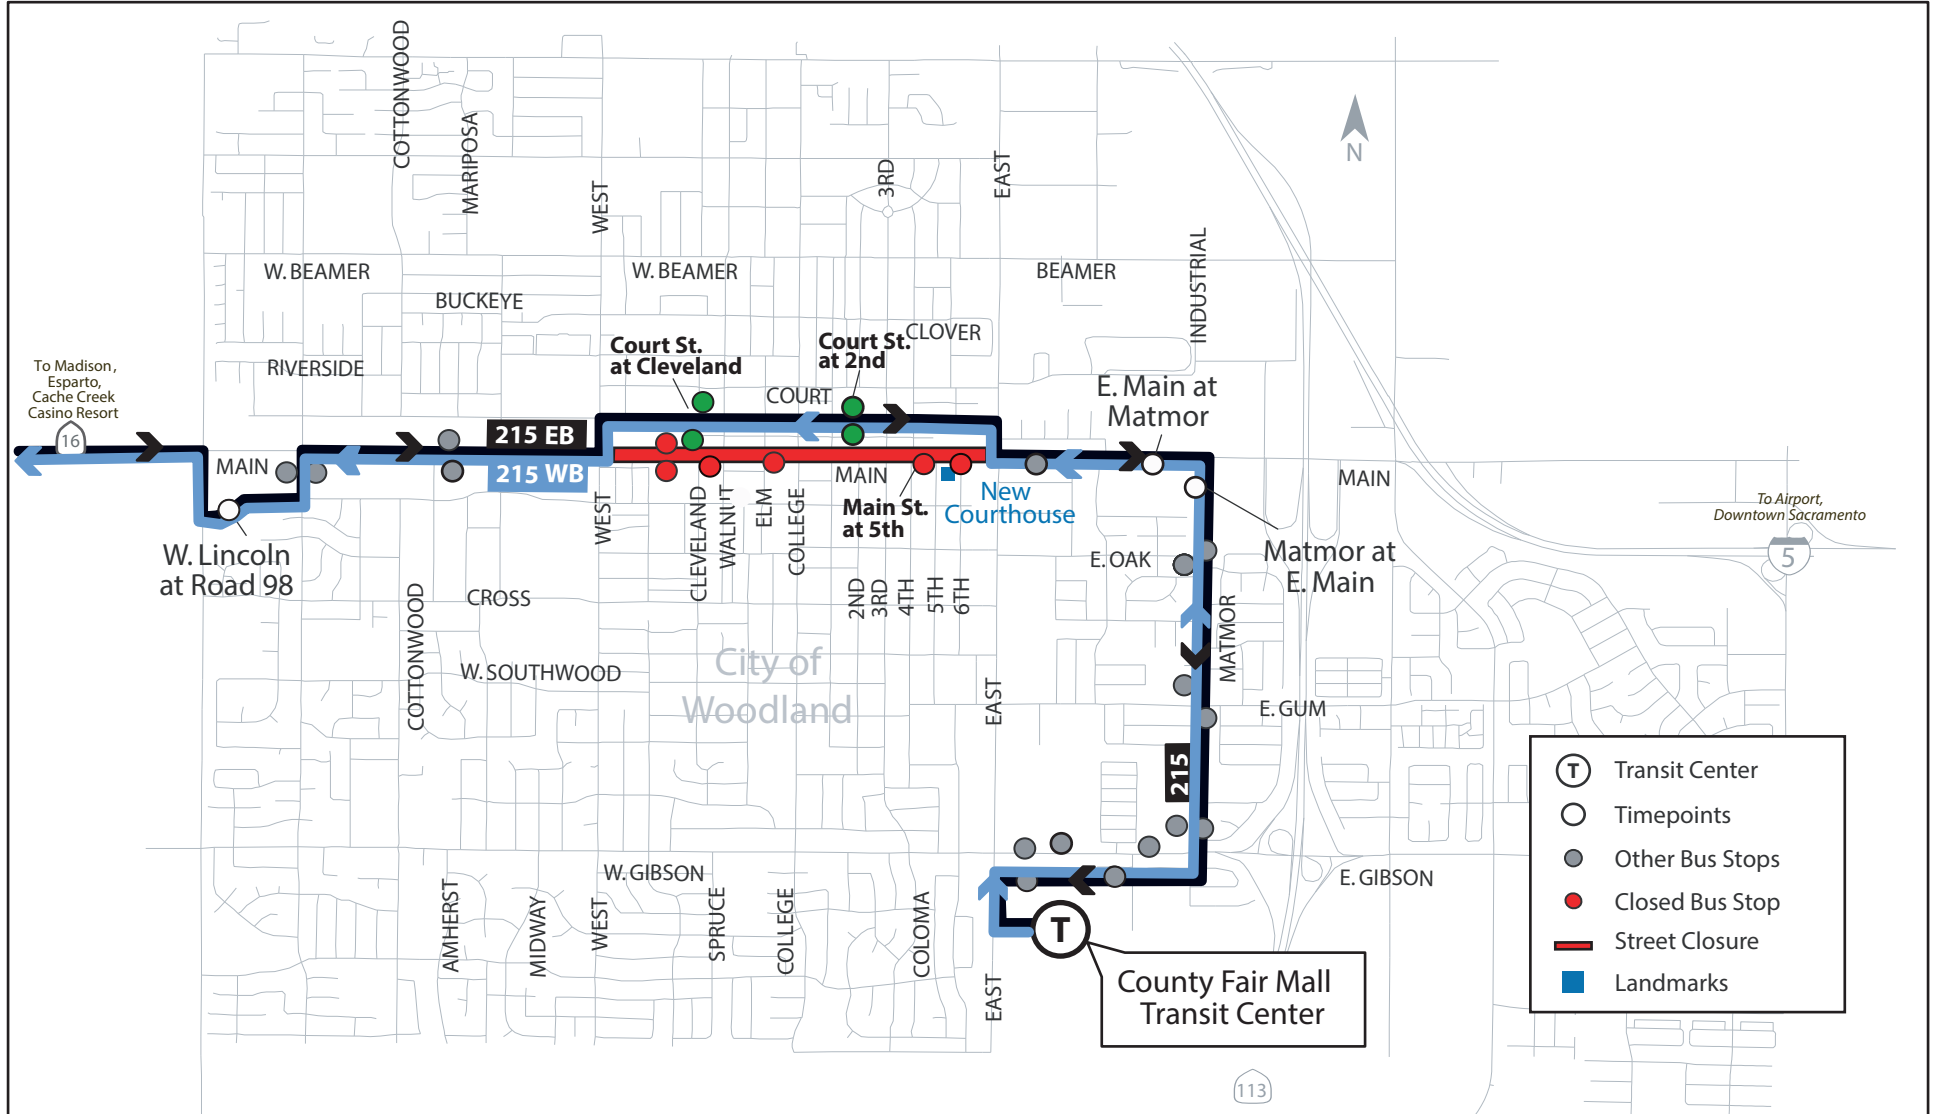 COTTONWOOD
MARIPOSA
WEST
3RD
EAST
N
INDUSTRIAL
W. BEAMER
W. BEAMER
BEAMER
BUCKEYE
CLOVER
RIVERSIDE
Court St.
at Cleveland
Court St.
at 2nd
COURT
To Madison,
Esparto,
Cache Creek
Casino Resort
16
E. Main at
Matmor
215 EB
215 WB
MAIN
MAIN
MAIN
New
Courthouse
Main St.
at 5th
To Airport,
Downtown Sacramento
5
W. Lincoln
at Road 98
WEST
CLEVELAND
WALNUT
ELM
COLLEGE
2ND
3RD
4TH
5TH
6TH
E. OAK
Matmor at
E. Main
CROSS
COTTONWOOD
W. SOUTHWOOD
City of
Woodland
EAST
MATMOR
E. GUM
215
W. GIBSON
E. GIBSON
AMHERST
MIDWAY
WEST
SPRUCE
COLLEGE
COLOMA
EAST
T
County Fair Mall
Transit Center
113
T Transit Center
Timepoints
Other Bus Stops
Closed Bus Stop
Street Closure
Landmarks